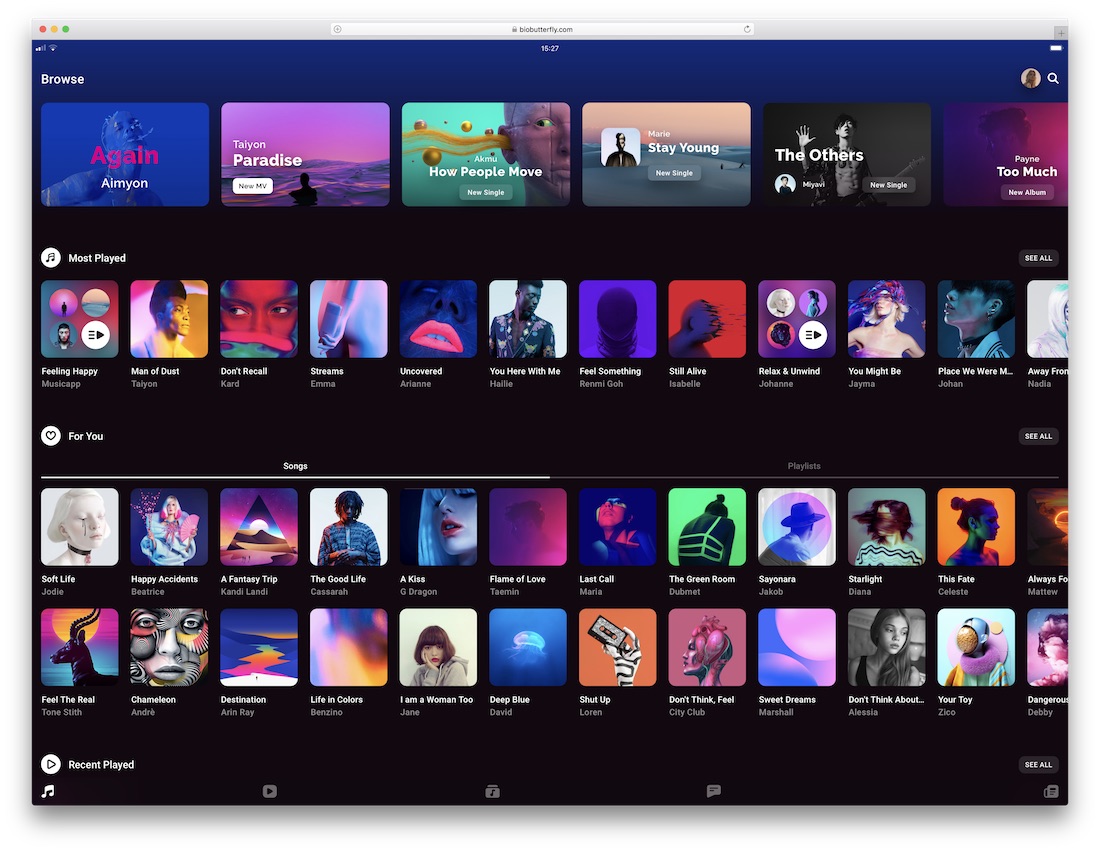 biobutterfly.com
15:27
Browse
Again
Aimyon
Taiyon
Paradise
New MV
Akmu
How People Move
New Single
Marie
Stay Young
New Single
The Others
Miyavi
New Single
Payne
Too Much
New Album
Most Played
SEE ALL
Feeling Happy
Musicapp
Man of Dust
Taiyon
Don't Recall
Kard
Streams
Emma
Uncovered
Arianne
You Here With Me
Hailie
Feel Something
Renmi Goh
Still Alive
Isabelle
Relax & Unwind
Johanne
You Might Be
Jayma
Place We Were M...
Johan
Away Fron
Nadia
For You
SEE ALL
Songs
Playlists
Soft Life
Jodie
Happy Accidents
Beatrice
A Fantasy Trip
Kandi Landi
The Good Life
Cassarah
A Kiss
G Dragon
Flame of Love
Taemin
Last Call
Maria
The Green Room
Dubmet
Sayonara
Jakob
Starlight
Diana
This Fate
Celeste
Always Fo
Mattew
Feel The Real
Tone Stith
Chameleon
Andrè
Destination
Arin Ray
Life in Colors
Benzino
I am a Woman Too
Jane
Deep Blue
David
Shut Up
Loren
Don't Think, Feel
City Club
Sweet Dreams
Marshall
Don't Think About...
Alessia
Your Toy
Zico
Dangerous
Debby
Recent Played
SEE ALL